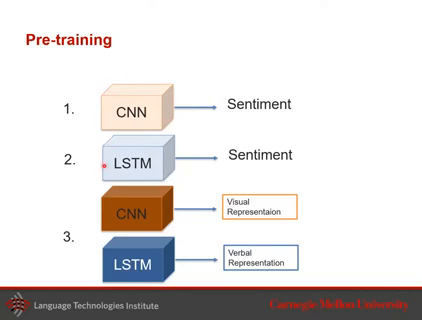 Pre-training
1.
CNN
Sentiment
2.
LSTM
Sentiment
3.
CNN
Visual
Representaion
LSTM
Verbal
Representation
Language Technologies Institute
Carnegie Mellon University